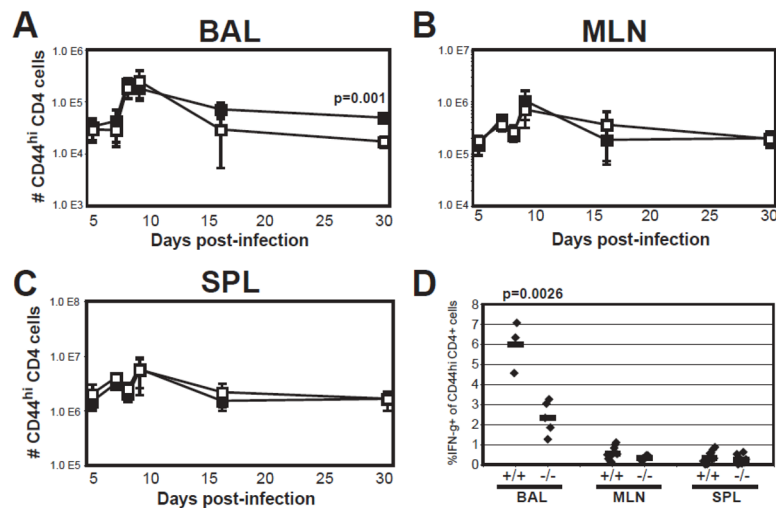 A
BAL
B
MLN
# CD44hi CD4 cells
1.0 E6
1.0 E5
1.0 E4
1.0 E3
p=0.001
5 10 15 20 25 30
Days post-infection
1.0 E7
1.0 E6
1.0 E5
1.0 E4
5 10 15 20 25 30
Days post-infection
C
SPL
D
# CD44hi CD4 cells
1.0 E8
1.0 E7
1.0 E6
1.0 E5
5 10 15 20 25 30
Days post-infection
p=0.0026
%IFN-g+ of CD44hi CD4+ cells
8
7
6
5
4
3
2
1
0
+/+ -/- +/+ -/- +/+ -/-
BAL MLN SPL